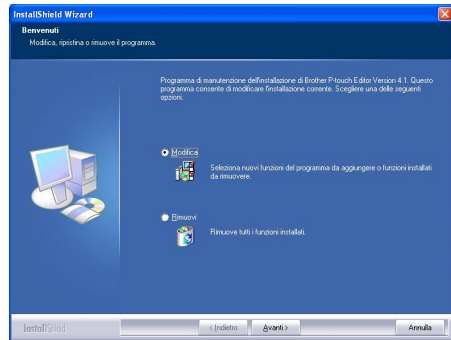 InstallShield Wizard
Benvenuti
Modifica, ripristina o rimuove il programma.
Programma di manutenzione dell'installazione di Brother P-touch Editor Version 4.1. Questo
programma consente di modificare l'installazione corrente. Scegliere una delle seguenti
opzioni.
Modifica
Seleziona nuovi funzioni del programma da aggiungere o funzioni installati
da rimuovere.
Rimuovi
Rimuove tutti i funzioni installati.
InstallShield
< Indietro
Avanti >
Annulla